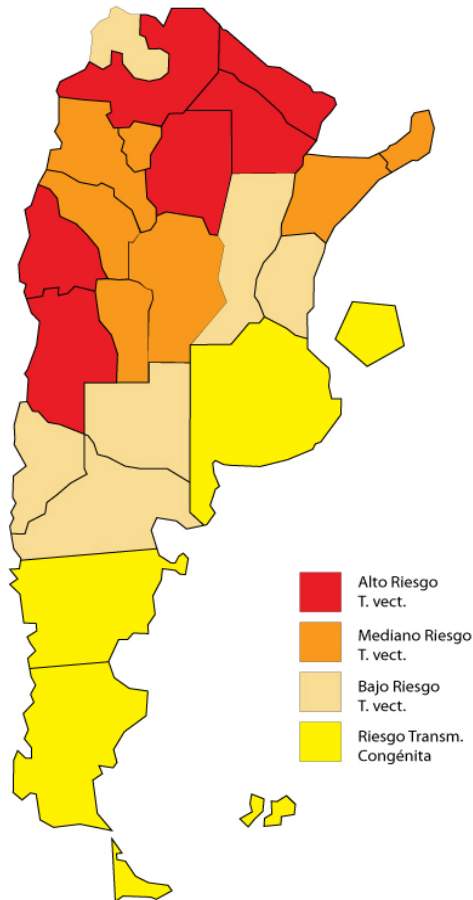 Alto Riesgo
T. vect.
Mediano Riesgo
T. vect.
Bajo Riesgo
T. vect.
Riesgo Transm.
Congénita